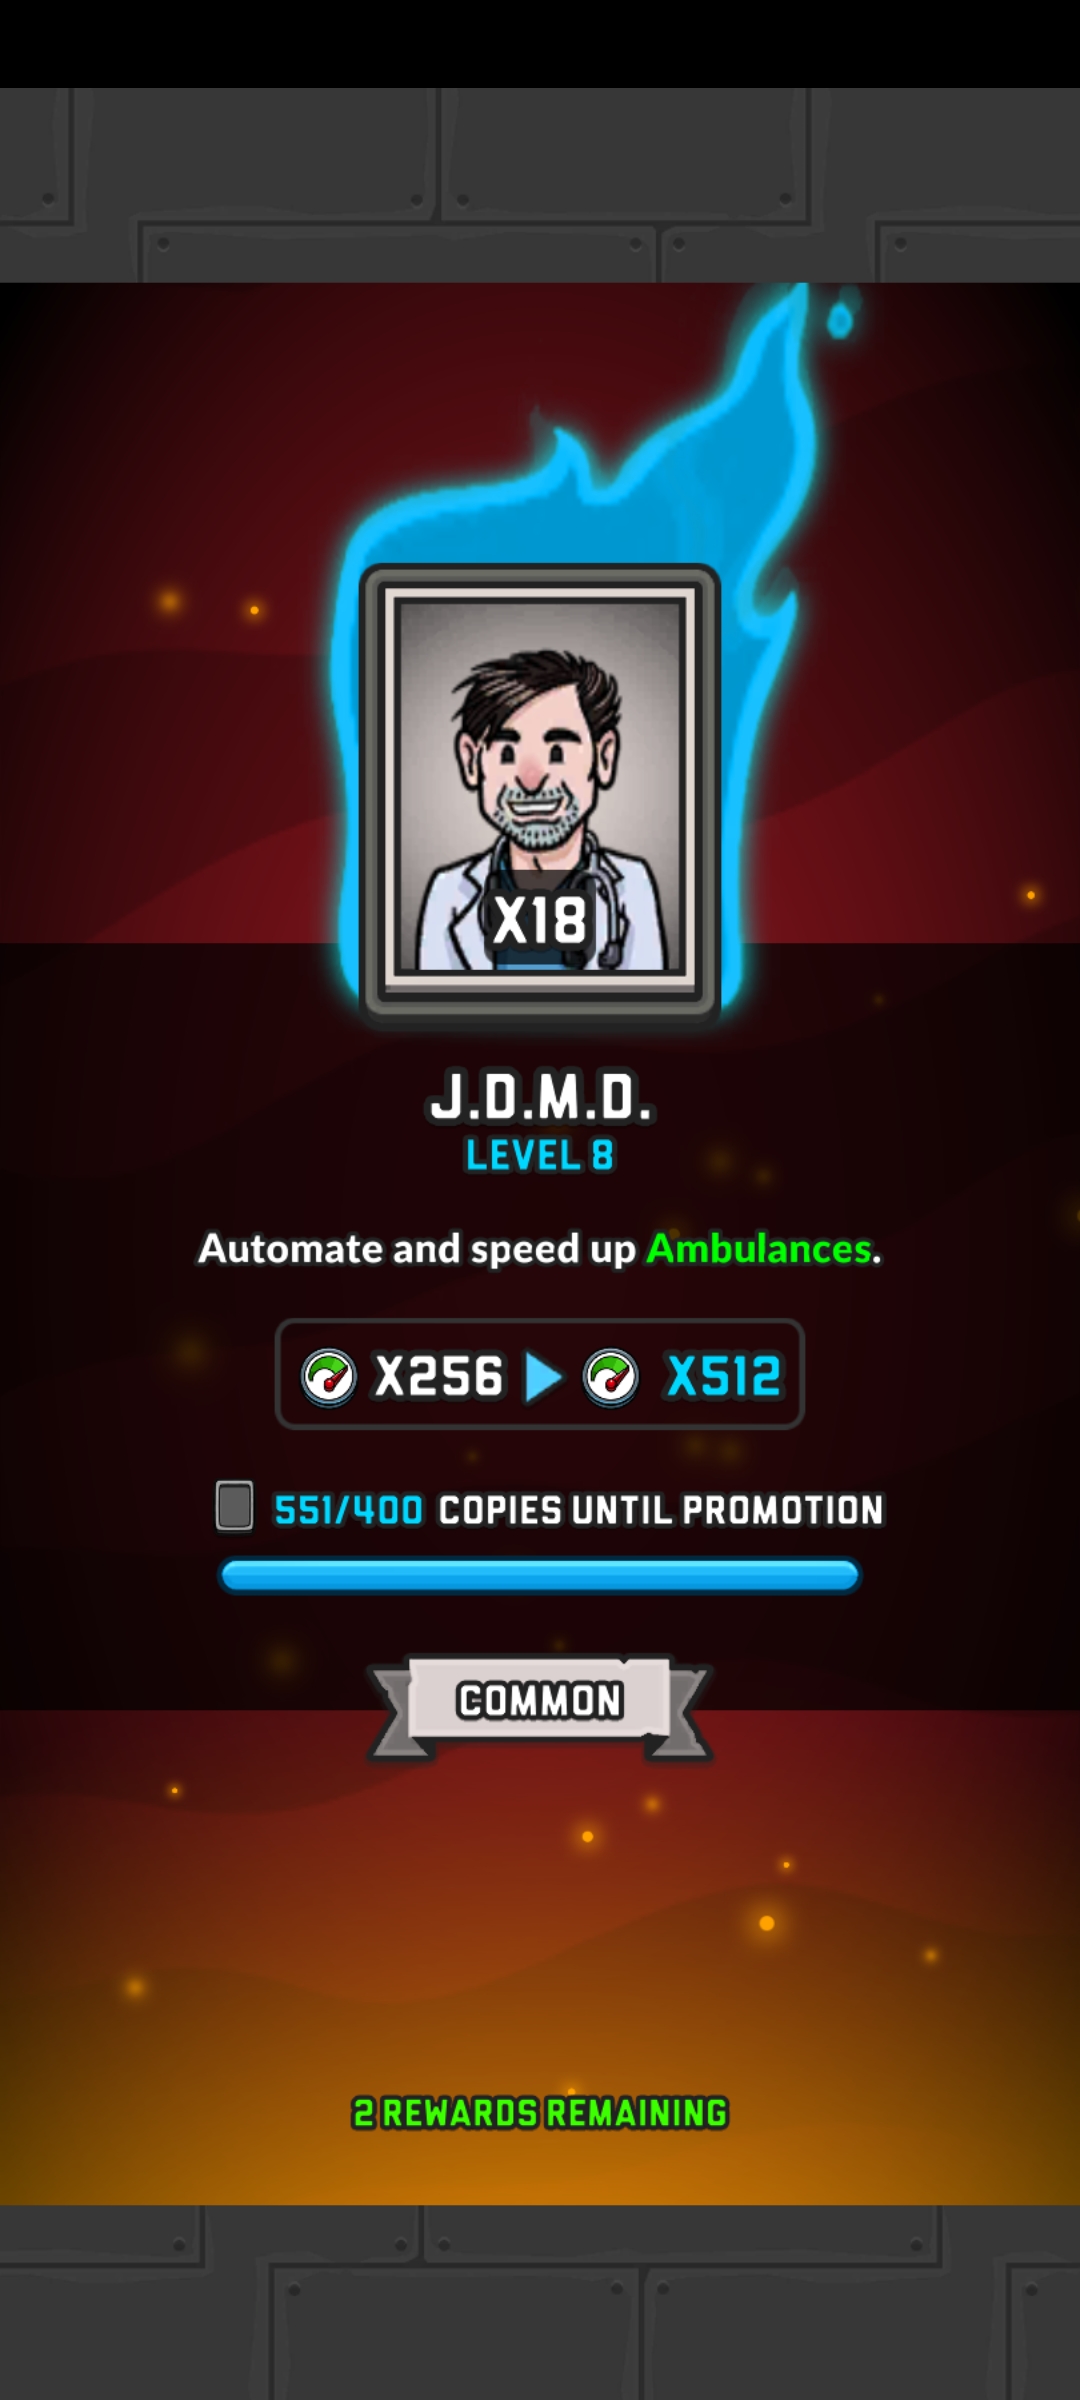 X18
J.D.M.D.
LEVEL 8
Automate and speed up Ambulances.
X256 X512
551/400 COPIES UNTIL PROMOTION
COMMON
2 REWARDS REMAINING